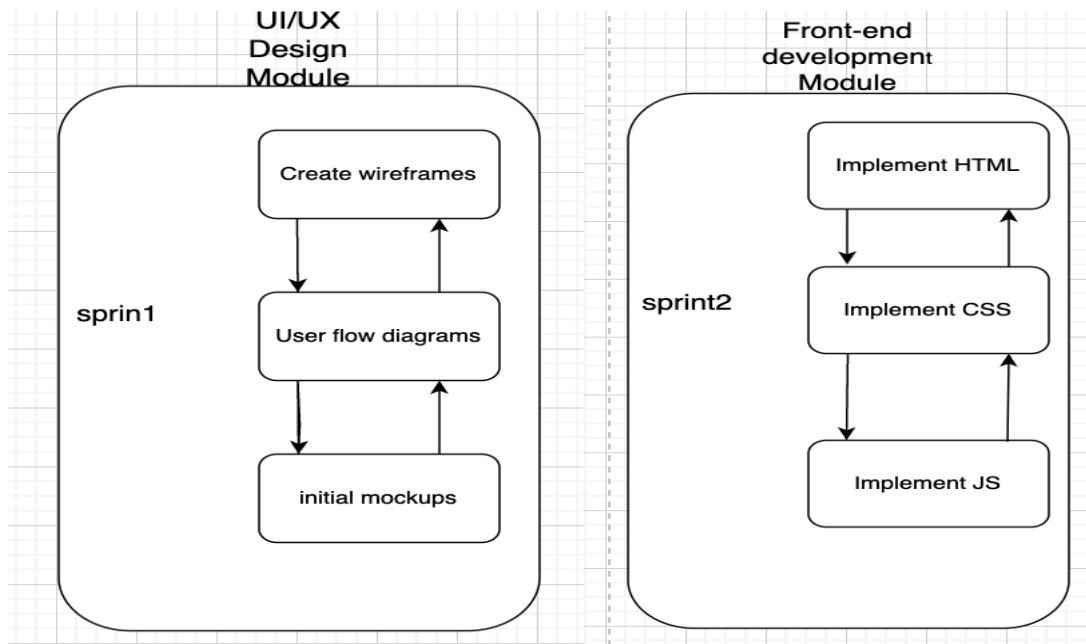 UI/UX
Design
Module
sprin1
Create wireframes
User flow diagrams
initial mockups
Front-end
development
Module
sprint2
Implement HTML
Implement CSS
Implement JS